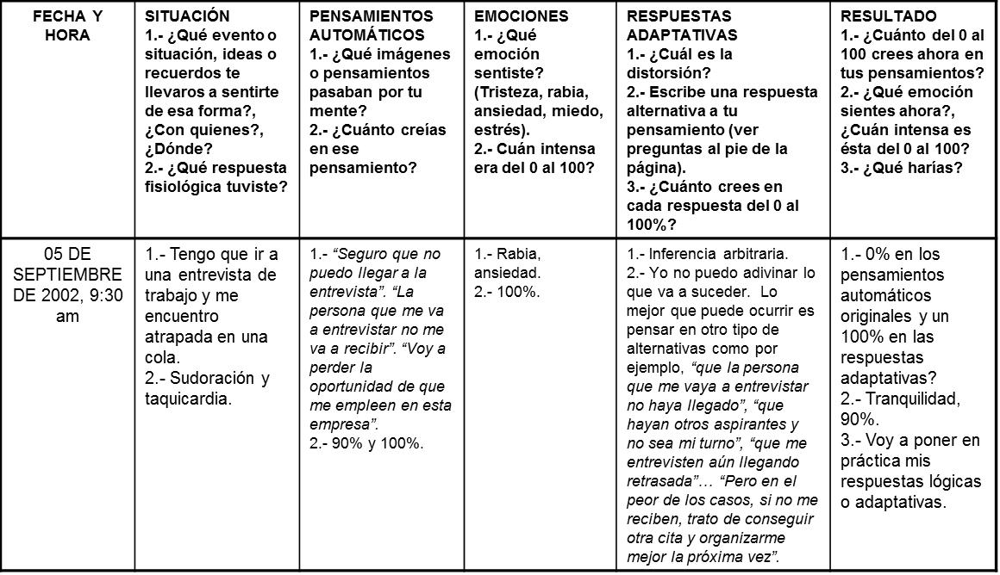 FECHA Y
HORA
SITUACIÓN
1.- ¿Qué evento o
situación, ideas o
recuerdos te
llevaros a sentirte
de esa forma?,
¿Con quienes?,
¿Dónde?
2.- ¿Qué respuesta
fisiológica tuviste?
PENSAMIENTOS
AUTOMÁTICOS
1.- ¿Qué imágenes
o pensamientos
pasaban por tu
mente?
2.- ¿Cuánto creías
en ese
pensamiento?
EMOCIONES
1.- ¿Qué
emoción
sentiste?
(Tristeza, rabia,
ansiedad, miedo,
estrés).
2.- Cuán intensa
era del 0 al 100?
RESPUESTAS
ADAPTATIVAS
1.- ¿Cuál es la
distorsión?
2.- Escribe una respuesta
alternativa a tu
pensamiento (ver
preguntas al pie de la
página).
3.- ¿Cuánto crees en
cada respuesta del 0 al
100%?
RESULTADO
1.- ¿Cuánto del 0 al
100 crees ahora en
tus pensamientos?
2.- ¿Qué emoción
sientes ahora?,
¿Cuán intensa es
ésta del 0 al 100?
3.- ¿Qué harías?
05 DE
SEPTIEMBRE
DE 2002, 9:30
am
1.- Tengo que ir a
una entrevista de
trabajo y me
encuentro
atrapada en una
cola.
2.- Sudoración y
taquicardia.
1.- “Seguro que no
puedo llegar a la
entrevista”. “La
persona que me va
a entrevistar no me
va a recibir”. “Voy a
perder la
oportunidad de que
me empleen en esta
empresa”.
2.- 90% y 100%.
1.- Rabia,
ansiedad.
2.- 100%.
1.- Inferencia arbitraria.
2.- Yo no puedo adivinar lo
que va a suceder. Lo
mejor que puede ocurrir es
pensar en otro tipo de
alternativas como por
ejemplo, “que la persona
que me vaya a entrevistar
no haya llegado”, “que
hayan otros aspirantes y
no sea mi turno”, “que me
entrevisten aún llegando
retrasada”… “Pero en el
peor de los casos, si no me
reciben, trato de conseguir
otra cita y organizarme
mejor la próxima vez”.
1.- 0% en los
pensamientos
automáticos
originales y un
100% en las
respuestas
adaptativas?
2.- Tranquilidad,
90%.
3.- Voy a poner en
práctica mis
respuestas lógicas
o adaptativas.